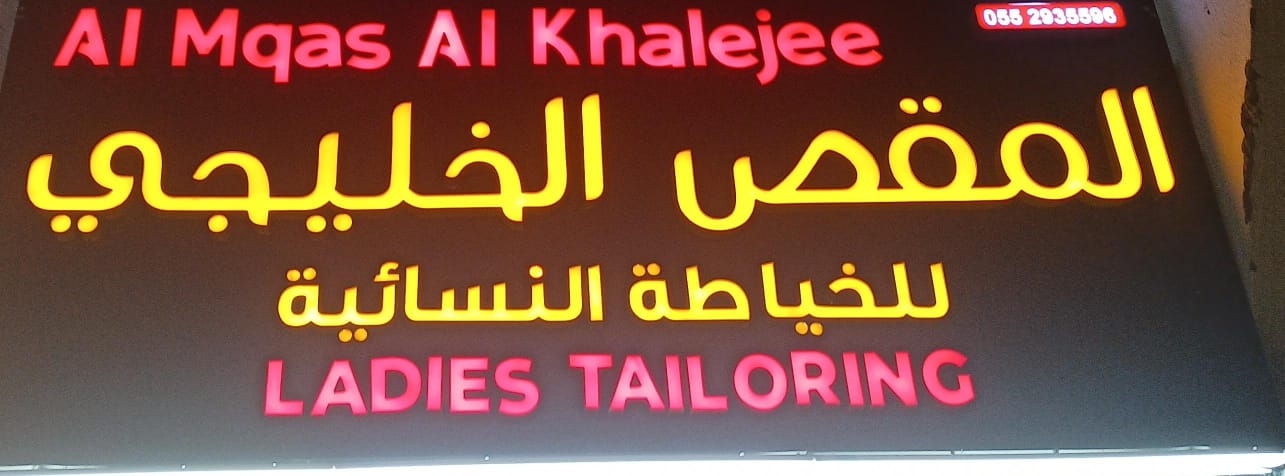 055 2935596
Al Mqas Al Khalejee
المقص الخليجي
للخياطة النسائية
LADIES TAILORING